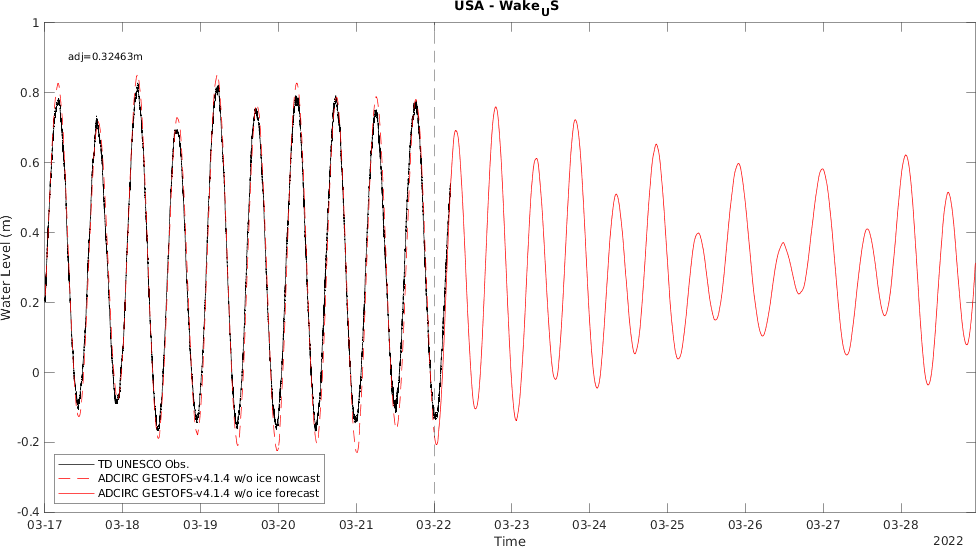 USA - WakeUS
adj=0.32463m
1
0.8
0.6
0.4
0.2
0
-0.2
-0.4
Water Level (m)
TD UNESCO Obs.
ADCIRC GESTOFS-v4.1.4 w/o ice nowcast
ADCIRC GESTOFS-v4.1.4 w/o ice forecast
03-17 03-18 03-19 03-20 03-21 03-22 03-23 03-24 03-25 03-26 03-27 03-28
Time
2022